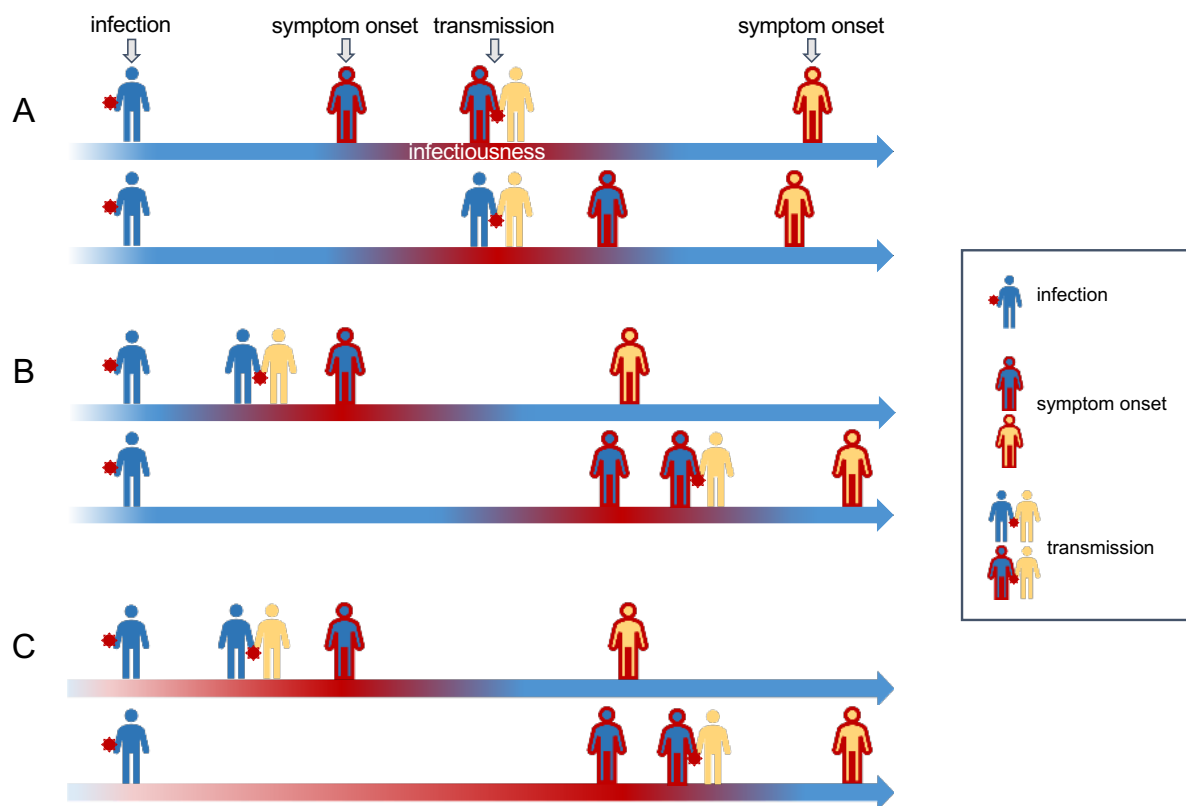 infection
symptom onset
transmission
symptom onset
A
infectiousness
B
C
infection
symptom onset
transmission